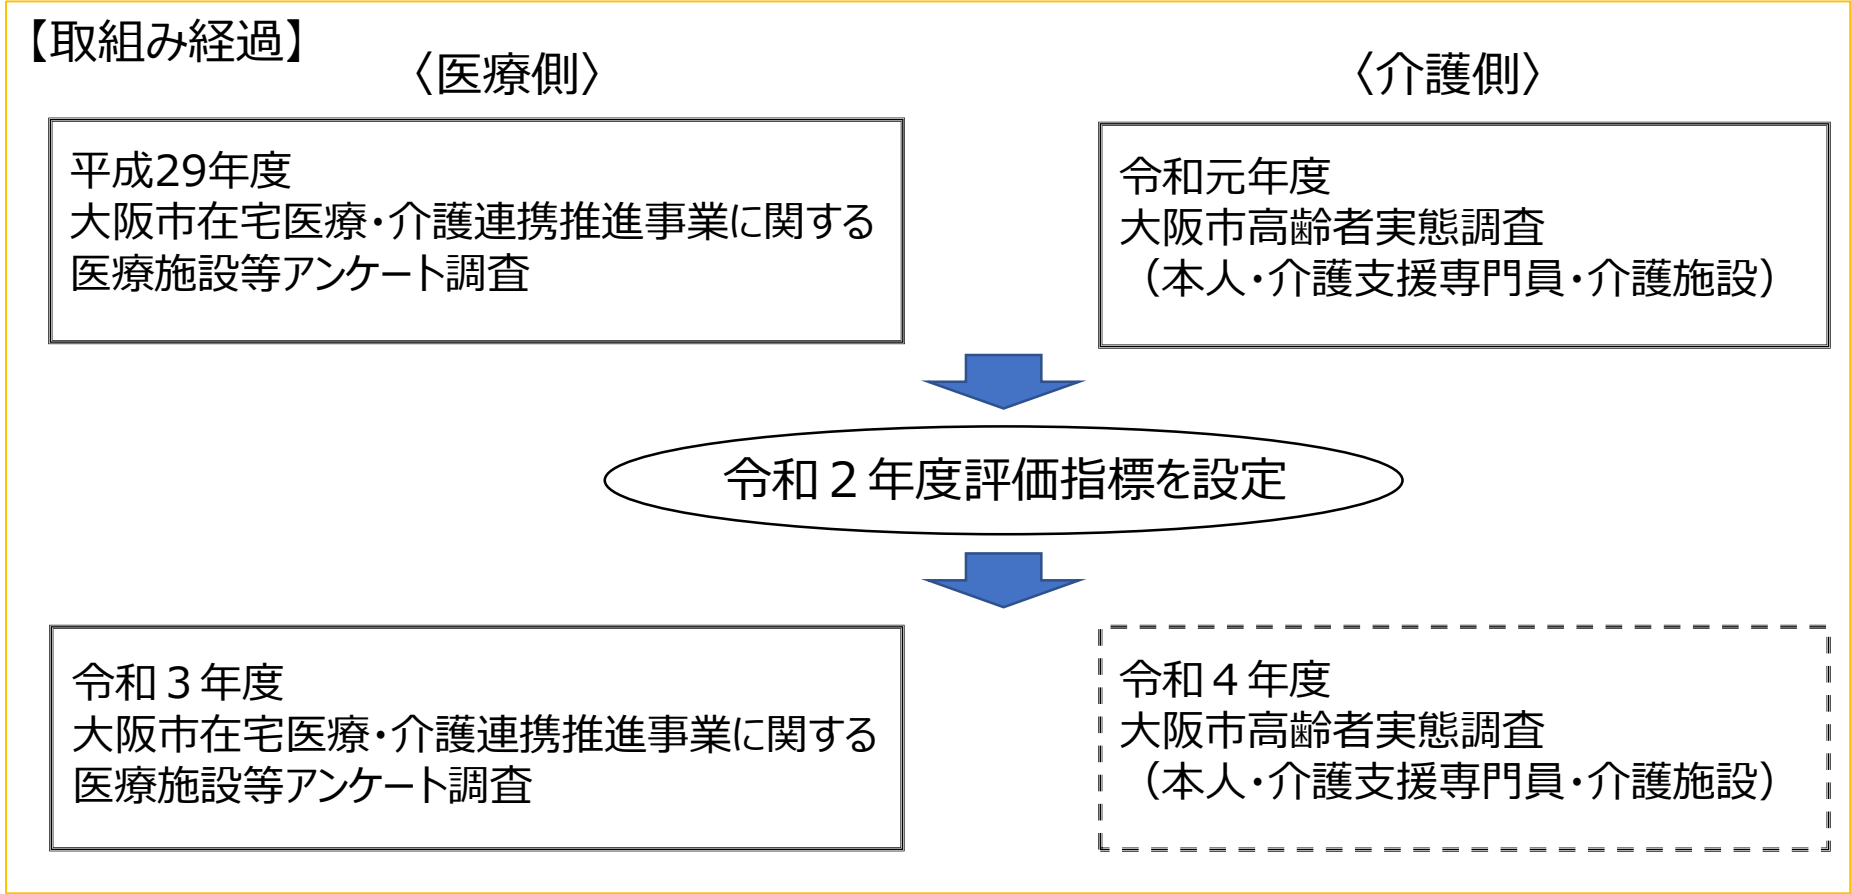 【取組み経過】
〈医療側〉
〈介護側〉
平成29年度
大阪市在宅医療・介護連携推進事業に関する
医療施設等アンケート調査
令和元年度
大阪市高齢者実態調査
（本人・介護支援専門員・介護施設）
令和２年度評価指標を設定
令和３年度
大阪市在宅医療・介護連携推進事業に関する
医療施設等アンケート調査
令和４年度
大阪市高齢者実態調査
（本人・介護支援専門員・介護施設）